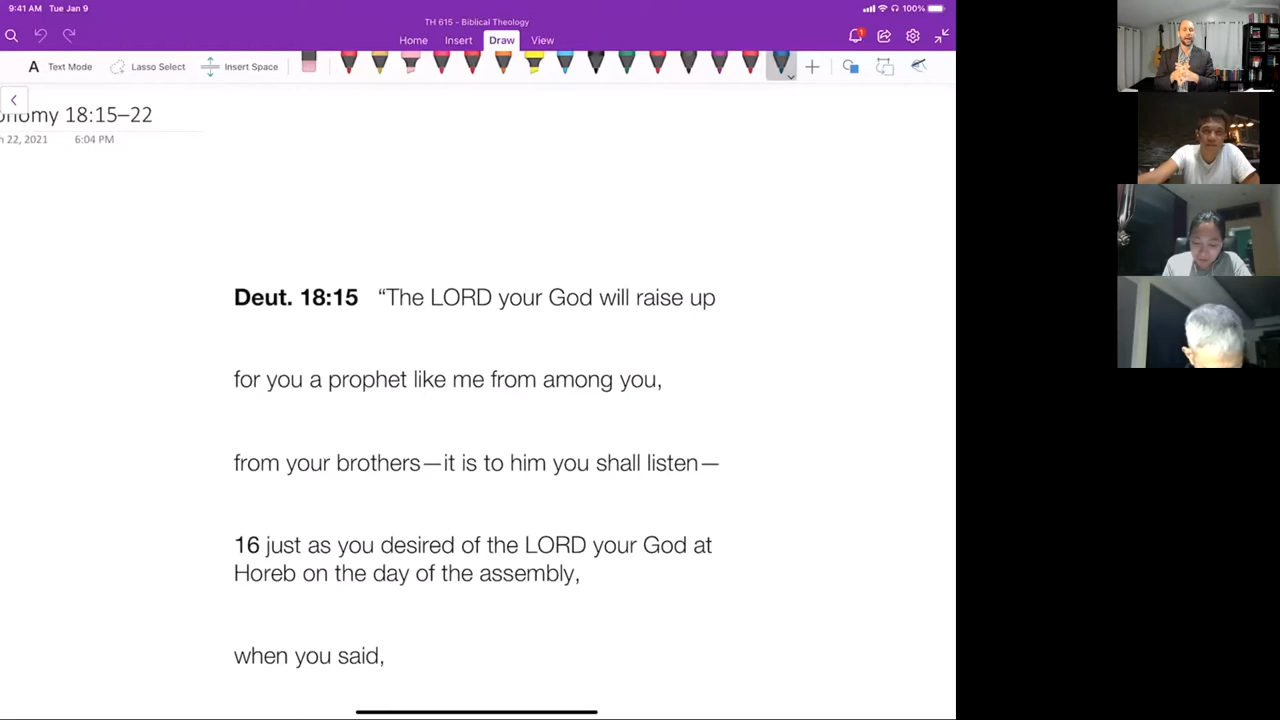 9:41 AM Tue Jan 9
100%
TH 615 - Biblical Theology
Home Insert Draw View
1
A Text Mode Lasso Select Insert Space
18:15–22
22, 2021 6:04 PM
Deut. 18:15 “The LORD your God will raise up
for you a prophet like me from among you,
from your brothers—it is to him you shall listen—
16 just as you desired of the LORD your God at
Horeb on the day of the assembly,
when you said,